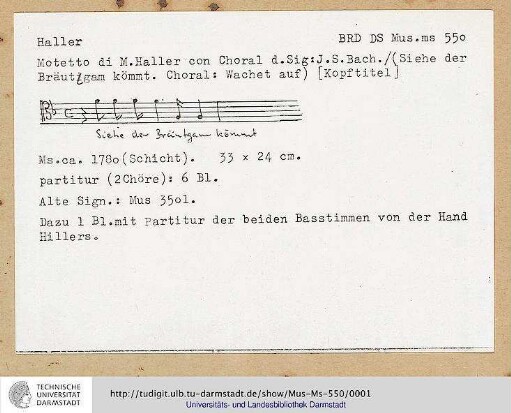 Haller BRD DS Mus.ms 550
Motetto di M.Haller con Choral d.Sig:J.S.Bach./(Siehe der
Bräutigam kömmt. Choral: Wachet auf) [Kopftitel]
Siehe der Bräutgam kömmt
Ms.ca. 1780(Schicht). 33 x 24 cm.
partitur (2Chöre): 6 Bl.
Alte Sign.: Mus 3501.
Dazu 1 Bl.mit Partitur der beiden Basstimmen von der Hand
Hillers.
TECHNISCHE
UNIVERSITÄT
DARMSTADT
http://tudigit.ulb.tu-darmstadt.de/show/Mus-Ms-550/0001
Universitäts- und Landesbibliothek Darmstadt